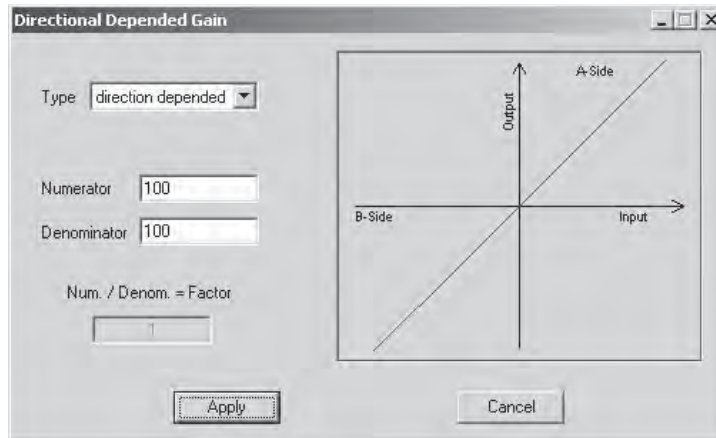 Directional Depended Gain
Type direction depended
Numerator 100
Denominator 100
Num. / Denom. = Factor
1
Apply
Cancel
A-Side
Output
B-Side
Input